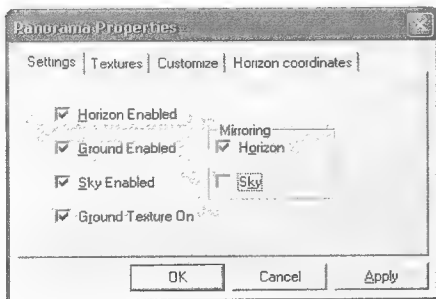 Panorama Properties
Settings Textures Customize Horizon coordinates
Horizon Enabled
Mirroring
Ground Enabled Horizon
Sky Enabled Sky
Ground Texture On
OK Cancel Apply